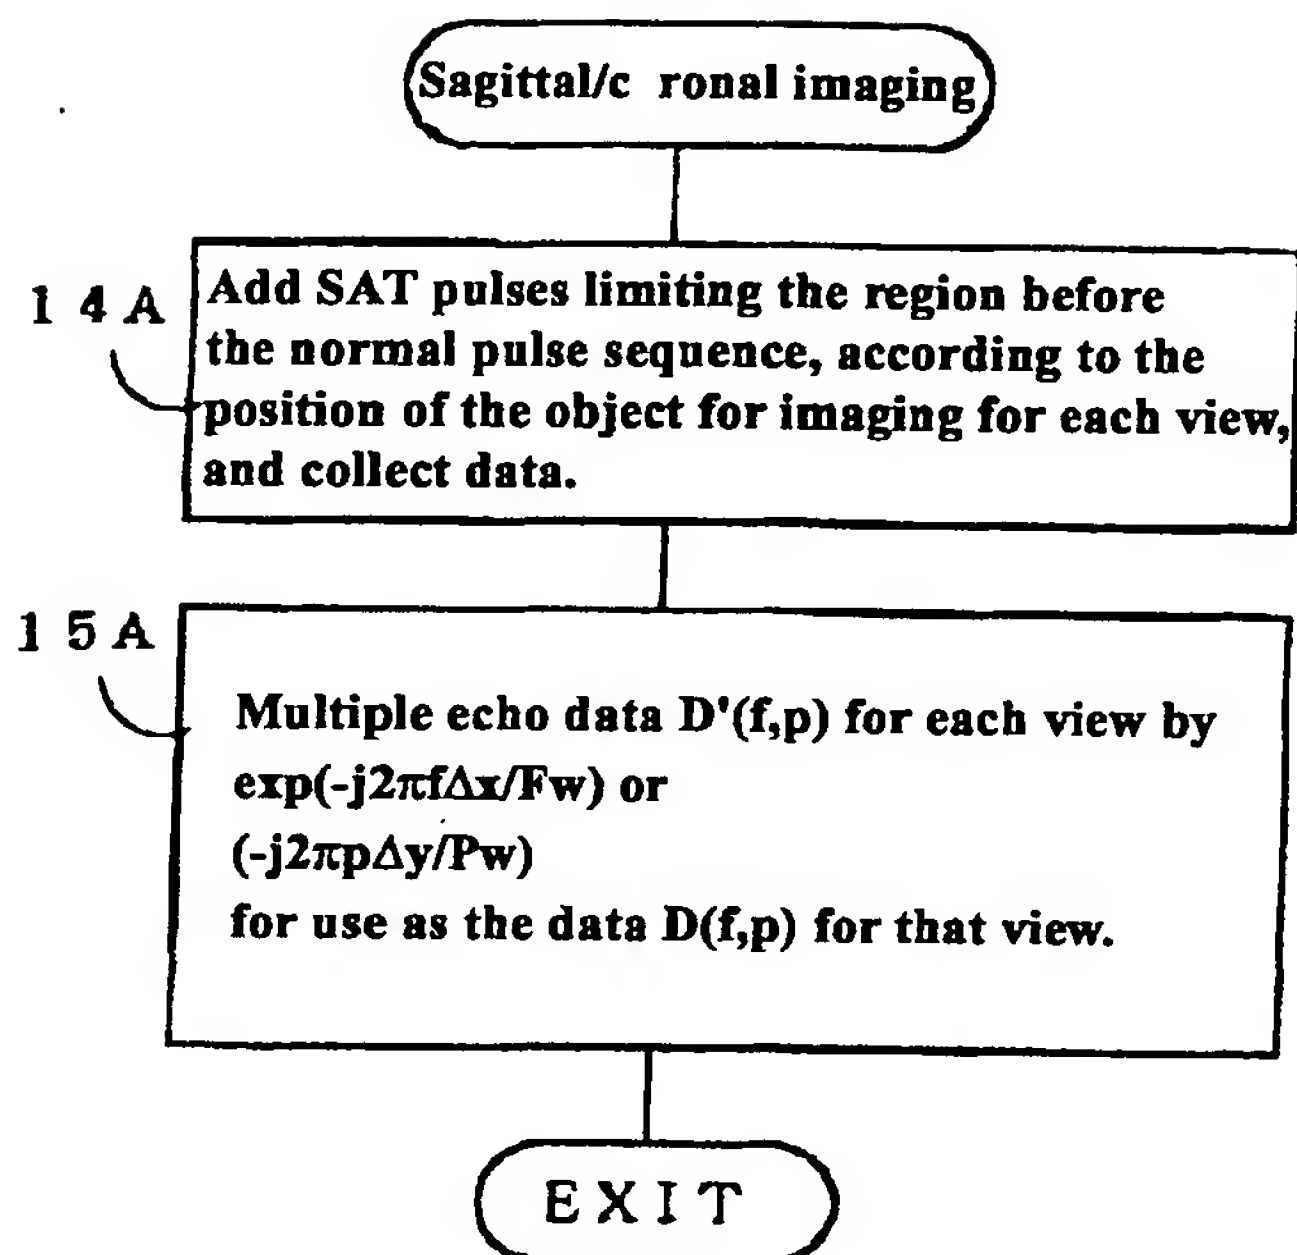 Sagittal/c ronal imaging
1 4 A
Add SAT pulses limiting the region before
the normal pulse sequence, according to the
position of the object for imaging for each view,
and collect data.
1 5 A
Multiple echo data D'(f,p) for each view by
exp(-j2πfΔx/Fw) or
(-j2πpΔy/Pw)
for use as the data D(f,p) for that view.
E X I T